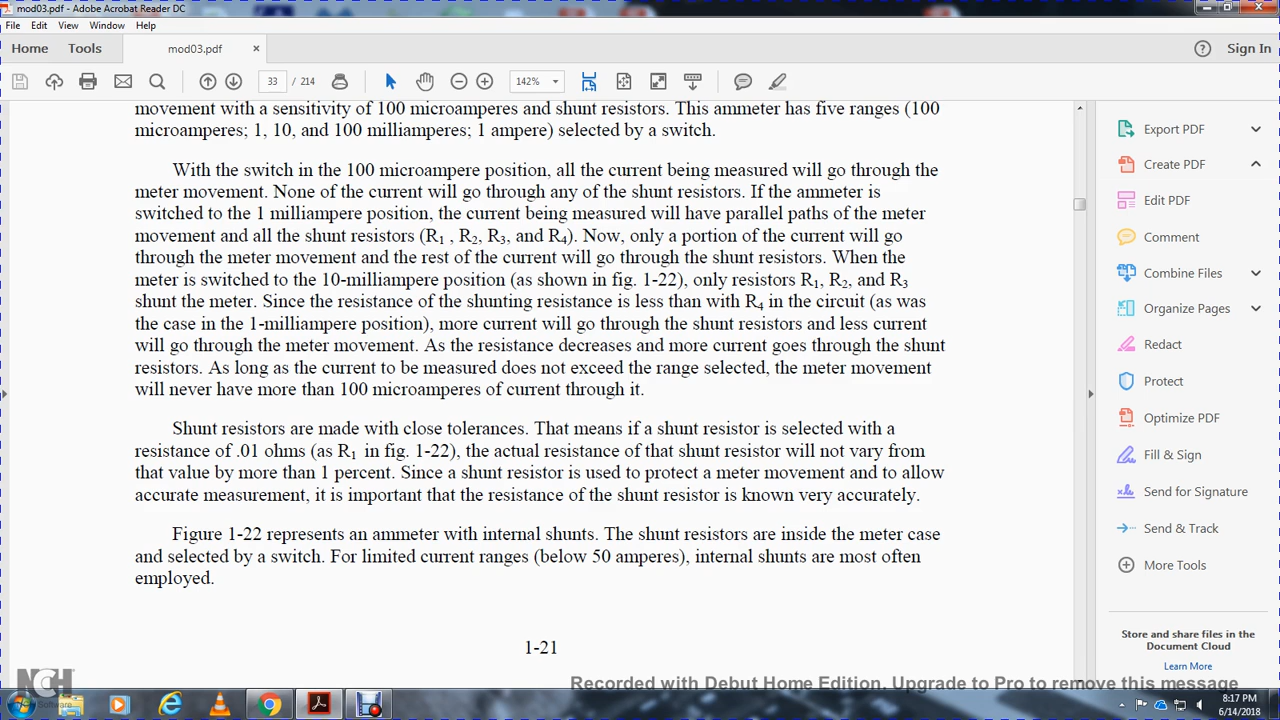 mod03.pdf - Adobe Acrobat Reader DC
File Edit View Window Help
Home Tools mod03.pdf × Sign In
33 / 214 142%
movement with a sensitivity of 100 microamperes and shunt resistors. This ammeter has five ranges (100
microamperes; 1, 10, and 100 milliamperes; 1 ampere) selected by a switch.
With the switch in the 100 microampere position, all the current being measured will go through the
meter movement. None of the current will go through any of the shunt resistors. If the ammeter is
switched to the 1 milliampere position, the current being measured will have parallel paths of the meter
movement and all the shunt resistors (R1 , R2, R3, and R4). Now, only a portion of the current will go
through the meter movement and the rest of the current will go through the shunt resistors. When the
meter is switched to the 10-milliampere position (as shown in fig. 1-22), only resistors R1, R2, and R3
shunt the meter. Since the resistance of the shunting resistance is less than with R4 in the circuit (as was
the case in the 1-milliampere position), more current will go through the shunt resistors and less current
will go through the meter movement. As the resistance decreases and more current goes through the shunt
resistors. As long as the current to be measured does not exceed the range selected, the meter movement
will never have more than 100 microamperes of current through it.
Shunt resistors are made with close tolerances. That means if a shunt resistor is selected with a
resistance of .01 ohms (as R1 in fig. 1-22), the actual resistance of that shunt resistor will not vary from
that value by more than 1 percent. Since a shunt resistor is used to protect a meter movement and to allow
accurate measurement, it is important that the resistance of the shunt resistor is known very accurately.
Figure 1-22 represents an ammeter with internal shunts. The shunt resistors are inside the meter case
and selected by a switch. For limited current ranges (below 50 amperes), internal shunts are most often
employed.
1-21
Export PDF
Create PDF
Edit PDF
Comment
Combine Files
Organize Pages
Redact
Protect
Optimize PDF
Fill & Sign
Send for Signature
Send & Track
More Tools
Store and share files in the
Document Cloud
Learn More
NCH
Software
Recorded with Debut Home Edition. Upgrade to Pro to remove this message
8:17 PM
6/14/2018